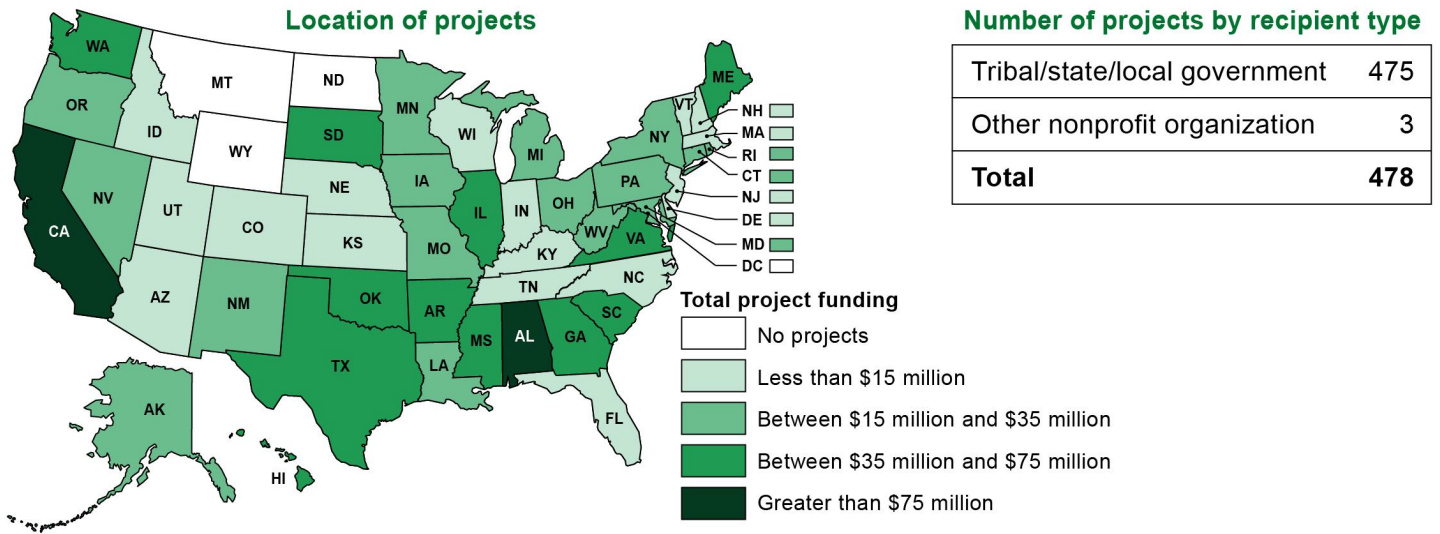 Location of projects
WA
MT
ND
MN
ME
OR
ID
SD
WI
VT
NH
MA
NY
MI
WY
RI
IA
CT
NE
PA
NV
NJ
UT
IL
IN
OH
DE
CO
WV
CA
KS
MO
VA
MD
KY
DC
NC
TN
AZ
NM
OK
AR
SC
MS
AL
GA
TX
LA
AK
FL
HI
Total project funding
No projects
Less than $15 million
Between $15 million and $35 million
Between $35 million and $75 million
Greater than $75 million
Number of projects by recipient type
Tribal/state/local government 475
Other nonprofit organization 3
Total 478